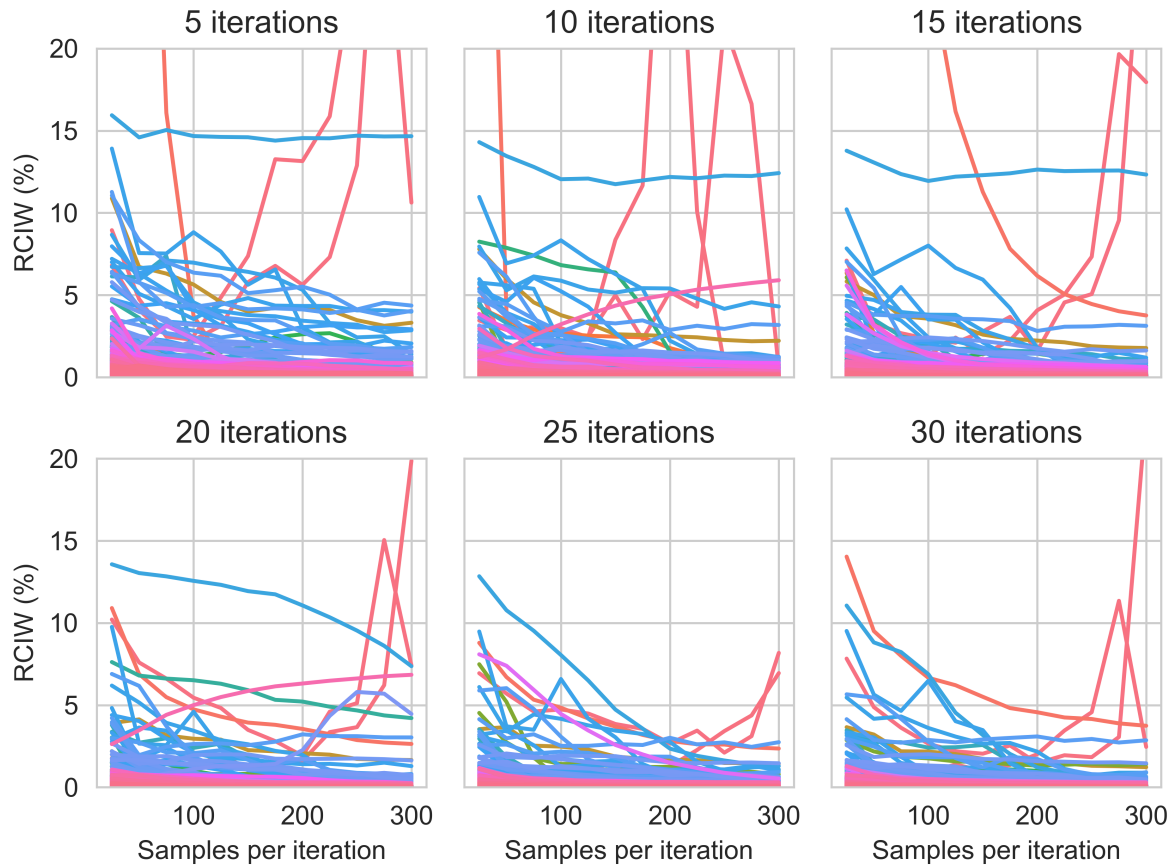 5 iterations
10 iterations
15 iterations
20
15
10
5
0
RCIW (%)
20 iterations
25 iterations
30 iterations
20
15
10
5
0
RCIW (%)
100 200 300
100 200 300
100 200 300
Samples per iteration
Samples per iteration
Samples per iteration